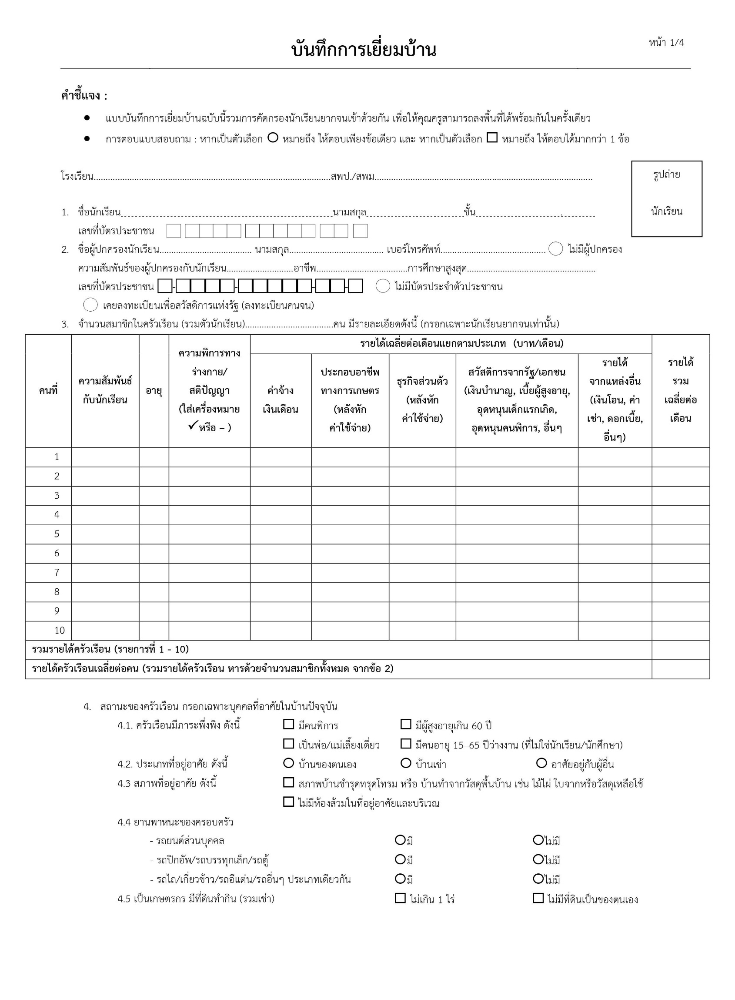 หน้า 1/4
บันทึกการเยี่ยมบ้าน
คำชี้แจง :
● แบบบันทึกการเยี่ยมบ้านฉบับนี้รวมการคัดกรองนักเรียนยากจนเข้าด้วยกัน เพื่อให้คุณครูสามารถลงพื้นที่ได้พร้อมกันในครั้งเดียว
● การตอบแบบสอบถาม : หากเป็นตัวเลือก ○ หมายถึง ให้ตอบเพียงข้อเดียว และ หากเป็นตัวเลือก □ หมายถึง ให้ตอบได้มากกว่า 1 ข้อ
รูปถ่าย
นักเรียน
โรงเรียน....................สพป./สพม....................
1. ชื่อนักเรียน____________นามสกุล____________ชั้น____________
เลขที่บัตรประชาชน
2. ชื่อผู้ปกครองนักเรียน.................... นามสกุล.................... เบอร์โทรศัพท์.................... ○ ไม่มีผู้ปกครอง
ความสัมพันธ์ของผู้ปกครองกับนักเรียน....................อาชีพ....................การศึกษาสูงสุด....................
เลขที่บัตรประชาชน □-□□□□-□□□□□-□□-□ ○ ไม่มีบัตรประจำตัวประชาชน
○ เคยลงทะเบียนเพื่อสวัสดิการแห่งรัฐ (ลงทะเบียนคนจน)
3. จำนวนสมาชิกในครัวเรือน (รวมตัวนักเรียน)....................คน มีรายละเอียดดังนี้ (กรอกเฉพาะนักเรียนยากจนเท่านั้น)
คนที่
ความสัมพันธ์
กับนักเรียน
อายุ
ความพิการทาง
ร่างกาย/
สติปัญญา
(ใส่เครื่องหมาย
✓หรือ – )
รายได้เฉลี่ยต่อเดือนแยกตามประเภท (บาท/เดือน)
ค่าจ้าง
เงินเดือน
ประกอบอาชีพ
ทางการเกษตร
(หลังหัก
ค่าใช้จ่าย)
ธุรกิจส่วนตัว
(หลังหัก
ค่าใช้จ่าย)
สวัสดิการจากรัฐ/เอกชน
(เงินบำนาญ, เบี้ยผู้สูงอายุ,
อุดหนุนเด็กแรกเกิด,
อุดหนุนคนพิการ, อื่นๆ
รายได้
จากแหล่งอื่น
(เงินโอน, ค่า
เช่า, ดอกเบี้ย,
อื่นๆ)
รายได้
รวม
เฉลี่ยต่อ
เดือน
1
2
3
4
5
6
7
8
9
10
รวมรายได้ครัวเรือน (รายการที่ 1 - 10)
รายได้ครัวเรือนเฉลี่ยต่อคน (รวมรายได้ครัวเรือน หารด้วยจำนวนสมาชิกทั้งหมด จากข้อ 2)
4. สถานะของครัวเรือน กรอกเฉพาะบุคคลที่อาศัยในบ้านปัจจุบัน
4.1. ครัวเรือนมีภาระพึ่งพิง ดังนี้ □ มีคนพิการ □ มีผู้สูงอายุเกิน 60 ปี
□ เป็นพ่อ/แม่เลี้ยงเดี่ยว □ มีคนอายุ 15–65 ปีว่างงาน (ที่ไม่ใช่นักเรียน/นักศึกษา)
4.2. ประเภทที่อยู่อาศัย ดังนี้ ○ บ้านของตนเอง ○ บ้านเช่า ○ อาศัยอยู่กับผู้อื่น
4.3 สภาพที่อยู่อาศัย ดังนี้ □ สภาพบ้านชำรุดทรุดโทรม หรือ บ้านทำจากวัสดุพื้นบ้าน เช่น ไม้ไผ่ ใบจากหรือวัสดุเหลือใช้
□ ไม่มีห้องส้วมในที่อยู่อาศัยและบริเวณ
4.4 ยานพาหนะของครอบครัว
- รถยนต์ส่วนบุคคล ○มี ○ไม่มี
- รถปิกอัพ/รถบรรทุกเล็ก/รถตู้ ○มี ○ไม่มี
- รถไถ/เกี่ยวข้าว/รถอีแต๋น/รถอื่นๆ ประเภทเดียวกัน ○มี ○ไม่มี
4.5 เป็นเกษตรกร มีที่ดินทำกิน (รวมเช่า) □ ไม่เกิน 1 ไร่ □ ไม่มีที่ดินเป็นของตนเอง